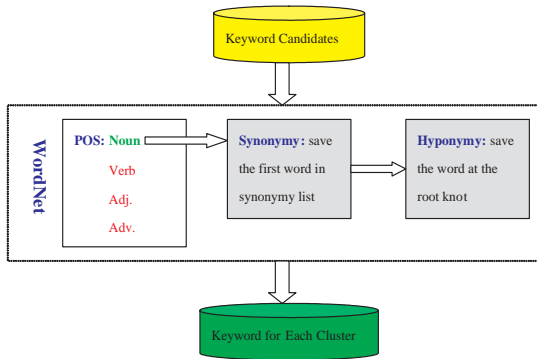 Keyword Candidates
WordNet
POS: Noun
Verb
Adj.
Adv.
Synonymy: save
the first word in
synonymy list
Hyponymy: save
the word at the
root knot
Keyword for Each Cluster